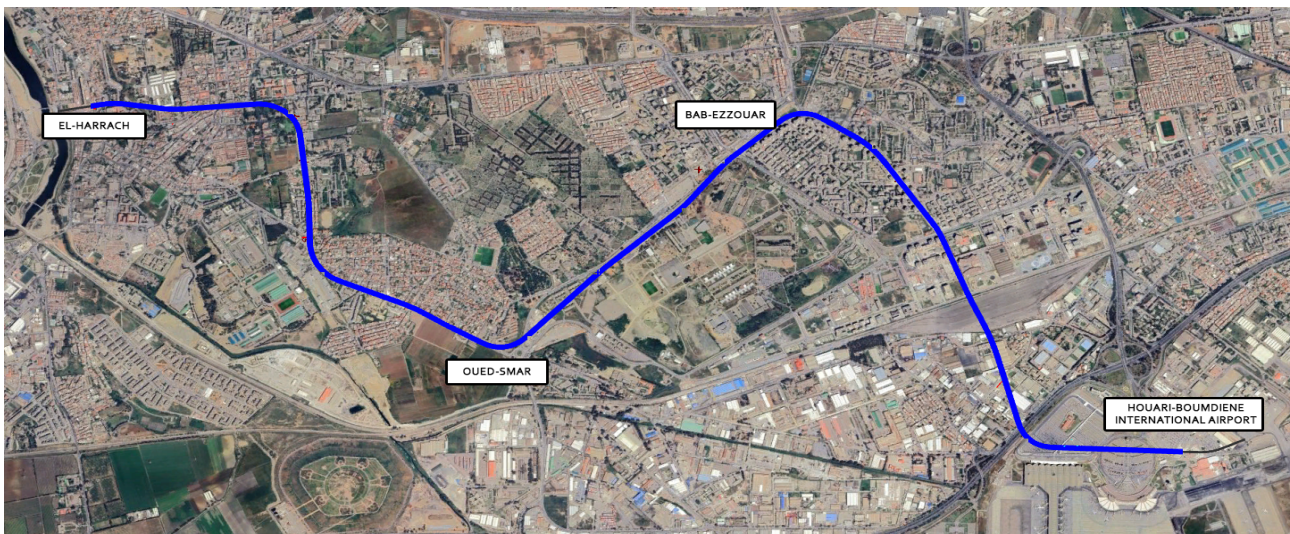 EL-HARRACH
BAB-EZZOUAR
OUED-SMAR
HOUARI-BOUMDIENE
INTERNATIONAL AIRPORT